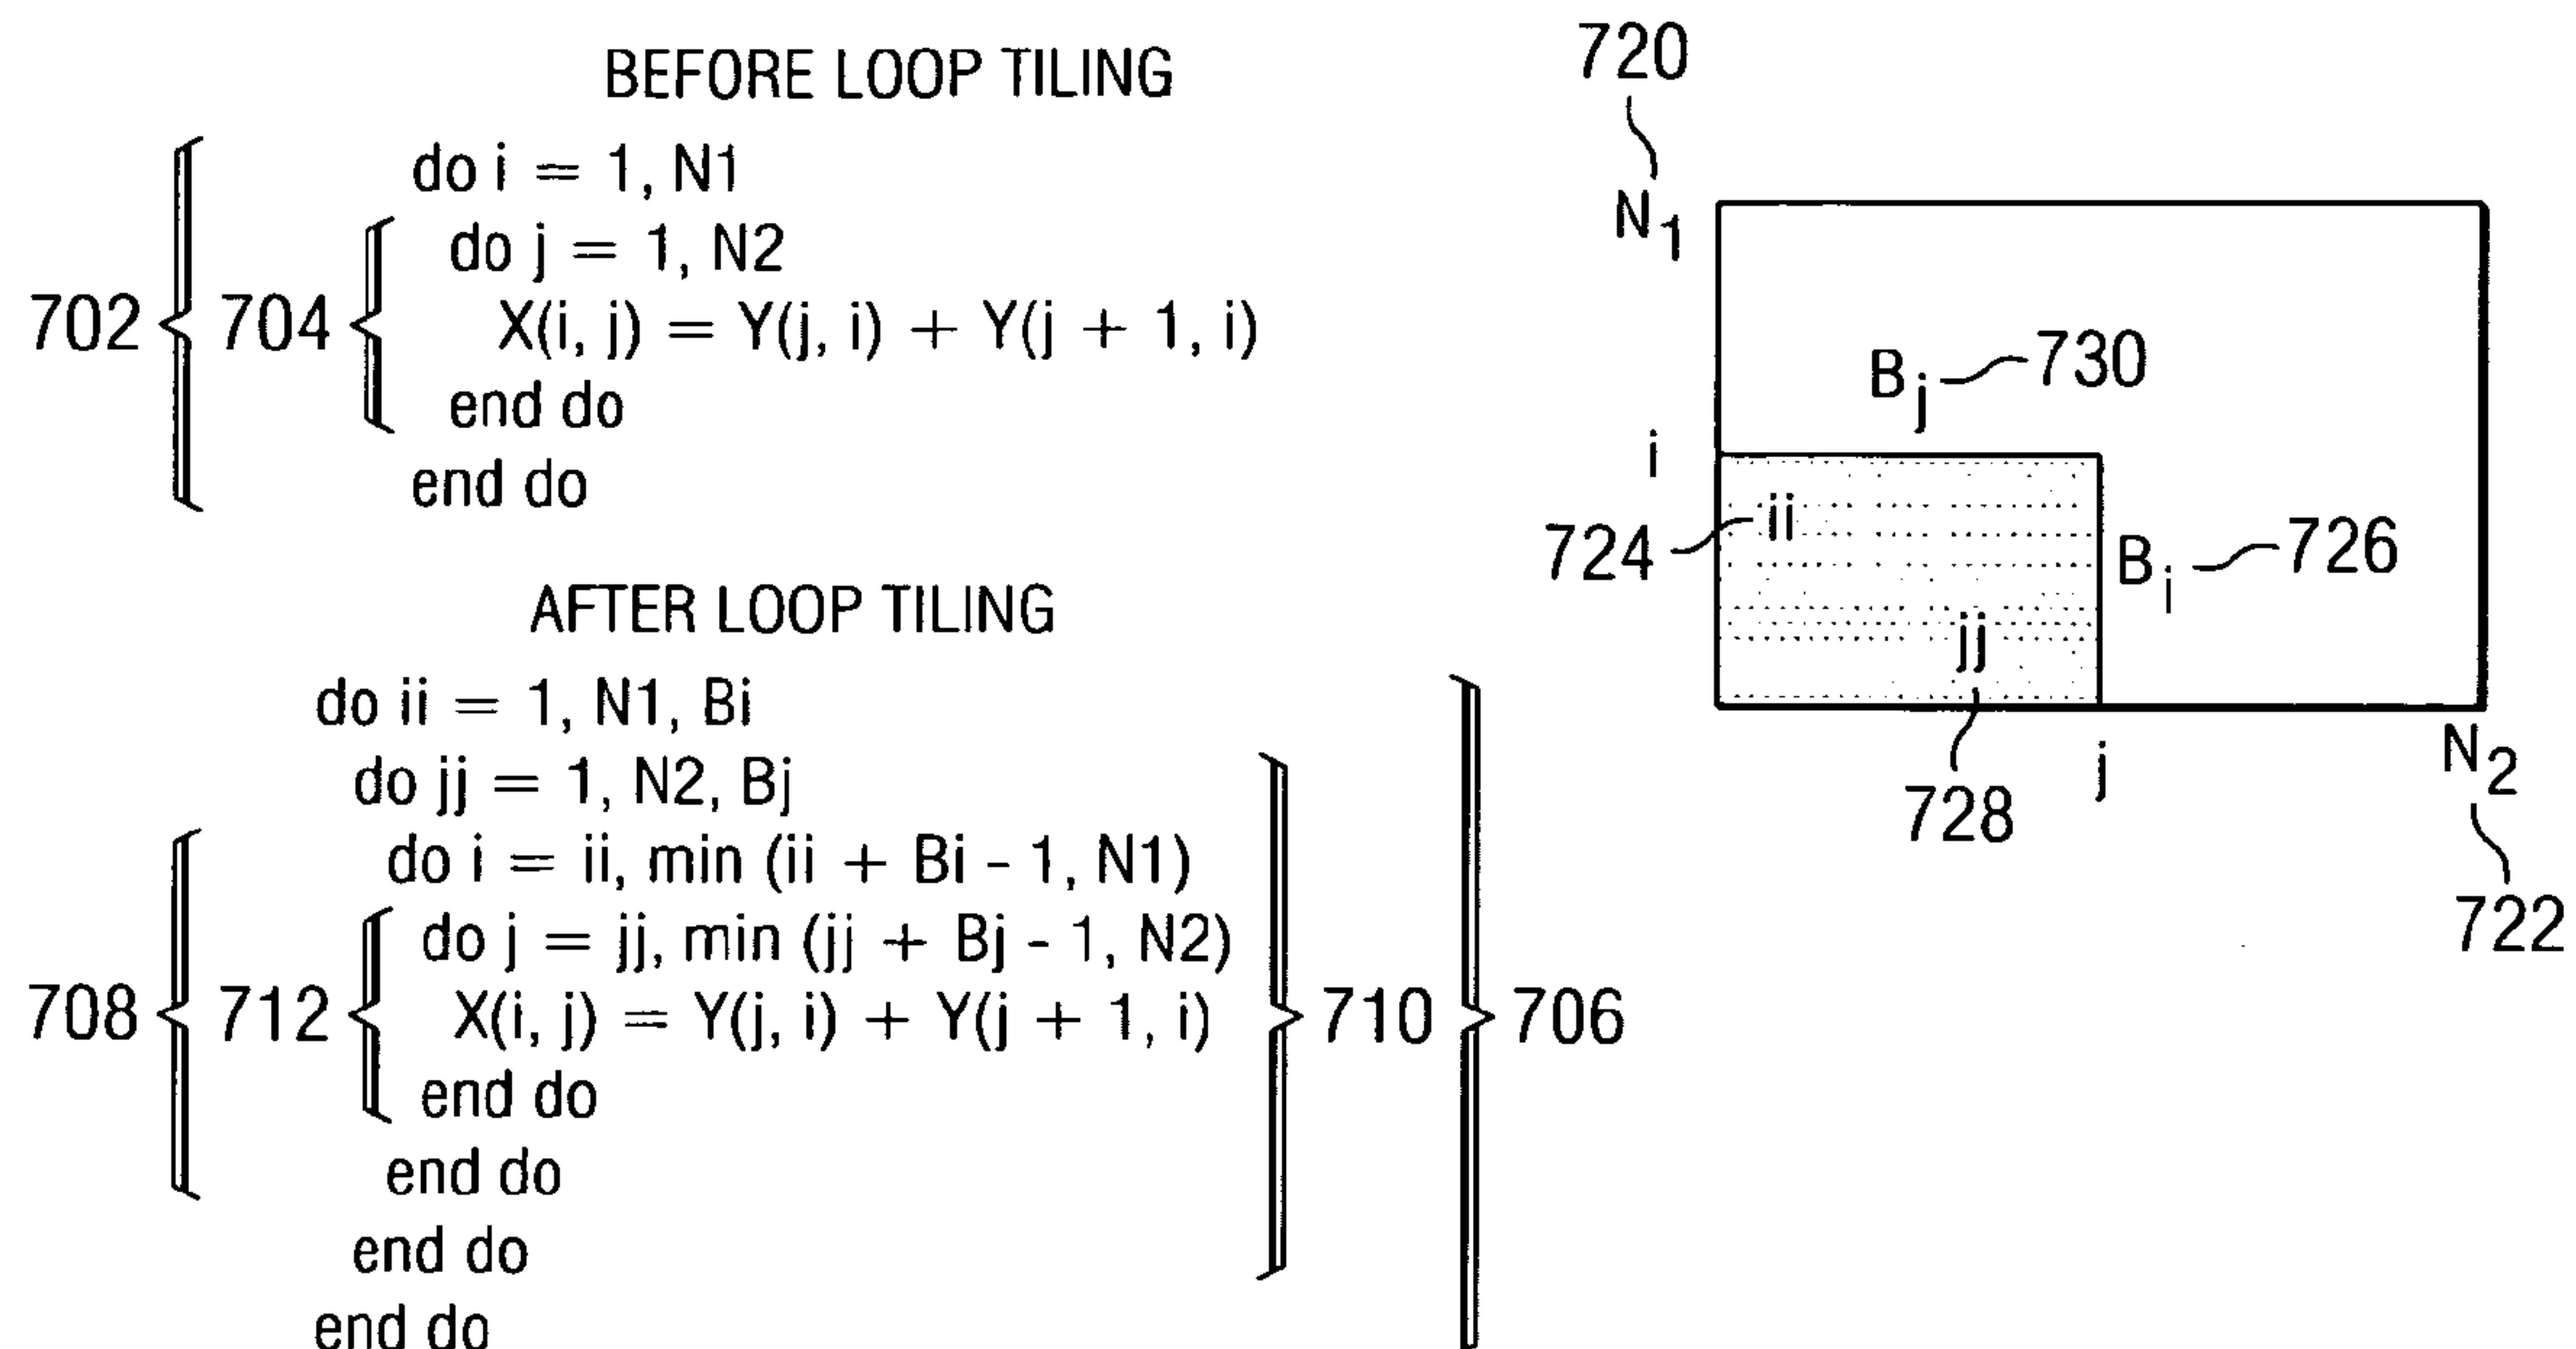 BEFORE LOOP TILING
do i = 1, N1
do j = 1, N2
702 704 X(i, j) = Y(j, i) + Y(j + 1, i)
end do
end do
AFTER LOOP TILING
do ii = 1, N1, Bi
do jj = 1, N2, Bj
do i = ii, min (ii + Bi - 1, N1)
do j = jj, min (jj + Bj - 1, N2)
708 712 X(i, j) = Y(j, i) + Y(j + 1, i) 710 706
end do
end do
end do
end do
720
N1
Bj 730
i
724 ii
Bi 726
jj
728
j
N2
722